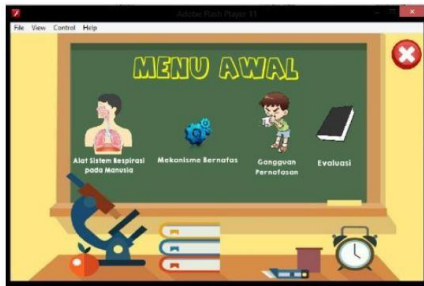 Adobe Flash Player 11
File View Control Help
MENU AWAL
Alat Sistem Respirasi
pada Manusia
Mekanisme Bernafas
Gangguan
Pernafasan
Evaluasi